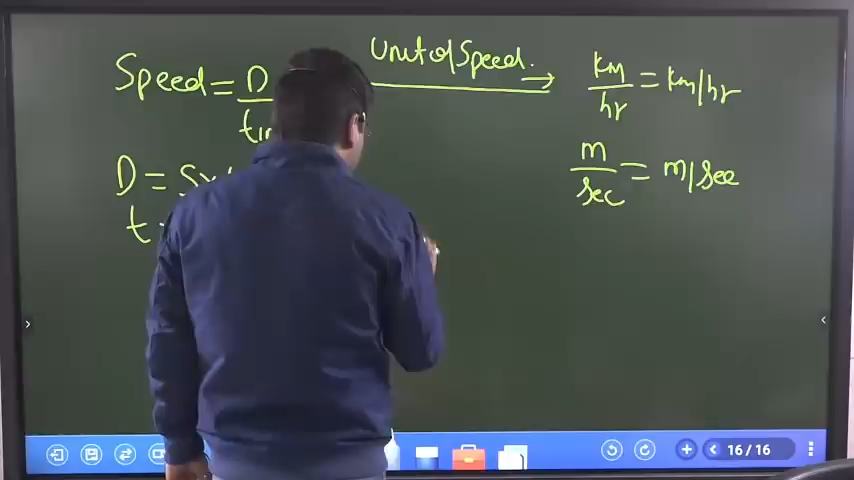 Unit of Speed.
Speed = D
km/hr = km/hr
m/sec = m/sec
D = S×
t
16/16